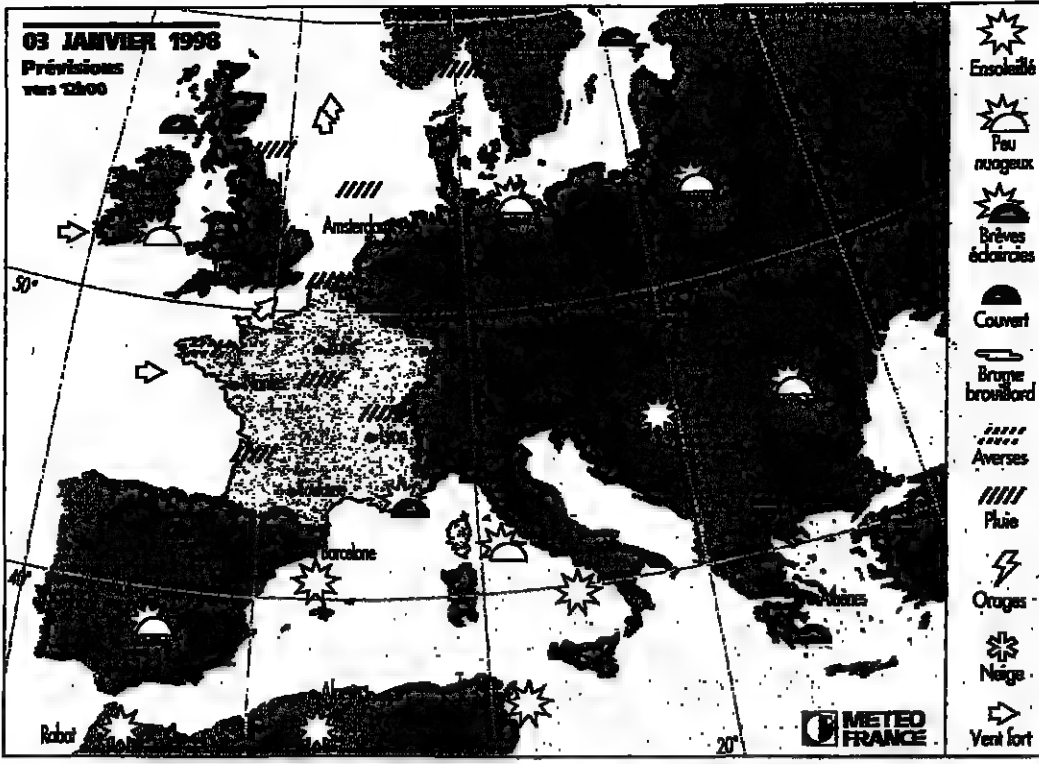 03 JANVIER 1998
Prévisions
vers 12h00
Amsterdam
50°
Nantes
Lyon
Barcelone
40°
Athènes
Alger
Rabat
20°
METEO
FRANCE
Ensoleillé
Peu
nuageux
Brèves
éclaircies
Couvert
Brume
brouillard
Averses
Pluie
Orages
Neige
Vent fort